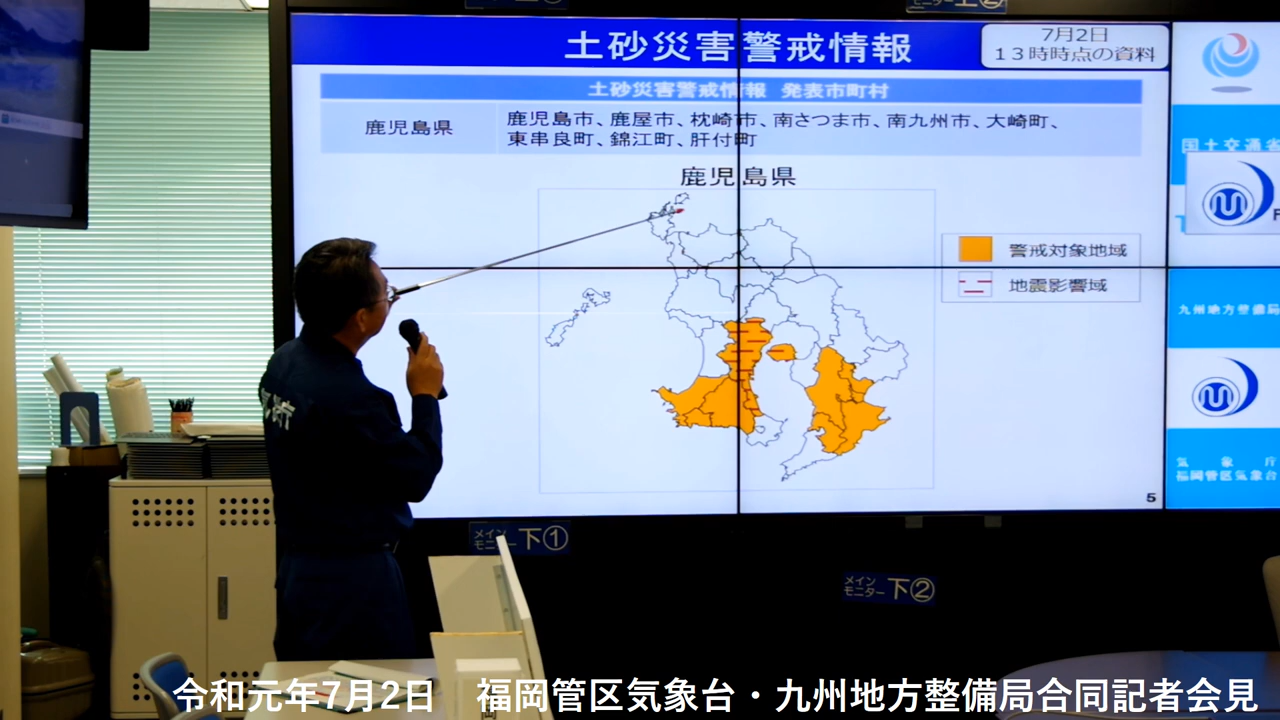 土砂災害警戒情報
7月2日
13時時点の資料
土砂災害警戒情報 発表市町村
鹿児島県
鹿児島市、鹿屋市、枕崎市、南さつま市、南九州市、大崎町、
東串良町、錦江町、肝付町
鹿児島県
警戒対象地域
地震影響域
5
国土交通省
九州地方整備局
気象庁
福岡管区気象台
メイン
モニター 下①
メイン
モニター 下②
令和元年7月2日 福岡管区気象台・九州地方整備局合同記者会見